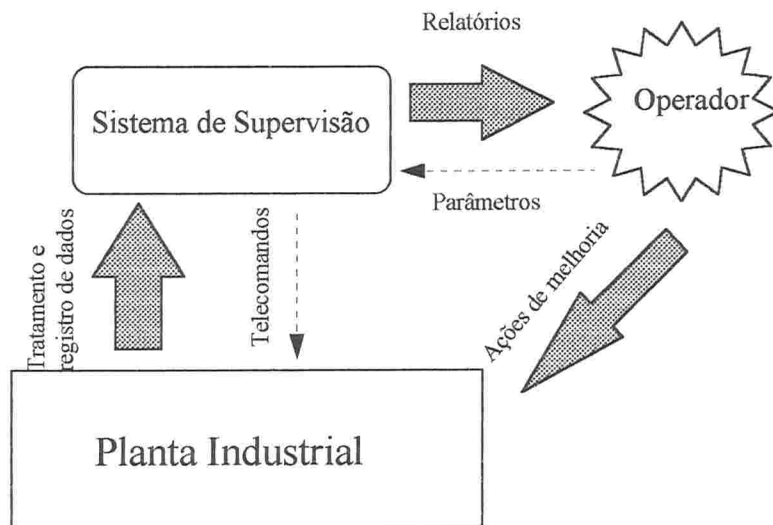 Relatórios
Operador
Sistema de Supervisão
Parâmetros
Tratamento e
registro de dados
Telecomandos
Ações de melhoria
Planta Industrial